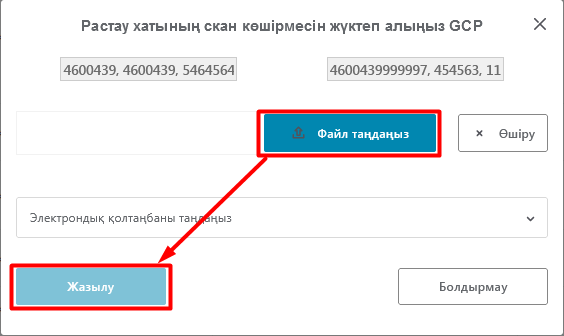 Растау хатының скан көшірмесін жүктеп алыңыз GCP
4600439, 4600439, 5464564
4600439999997, 454563, 11
Файл таңдаңыз
× Өшіру
Электрондық қолтаңбаны таңдаңыз
Жазылу
Болдырмау